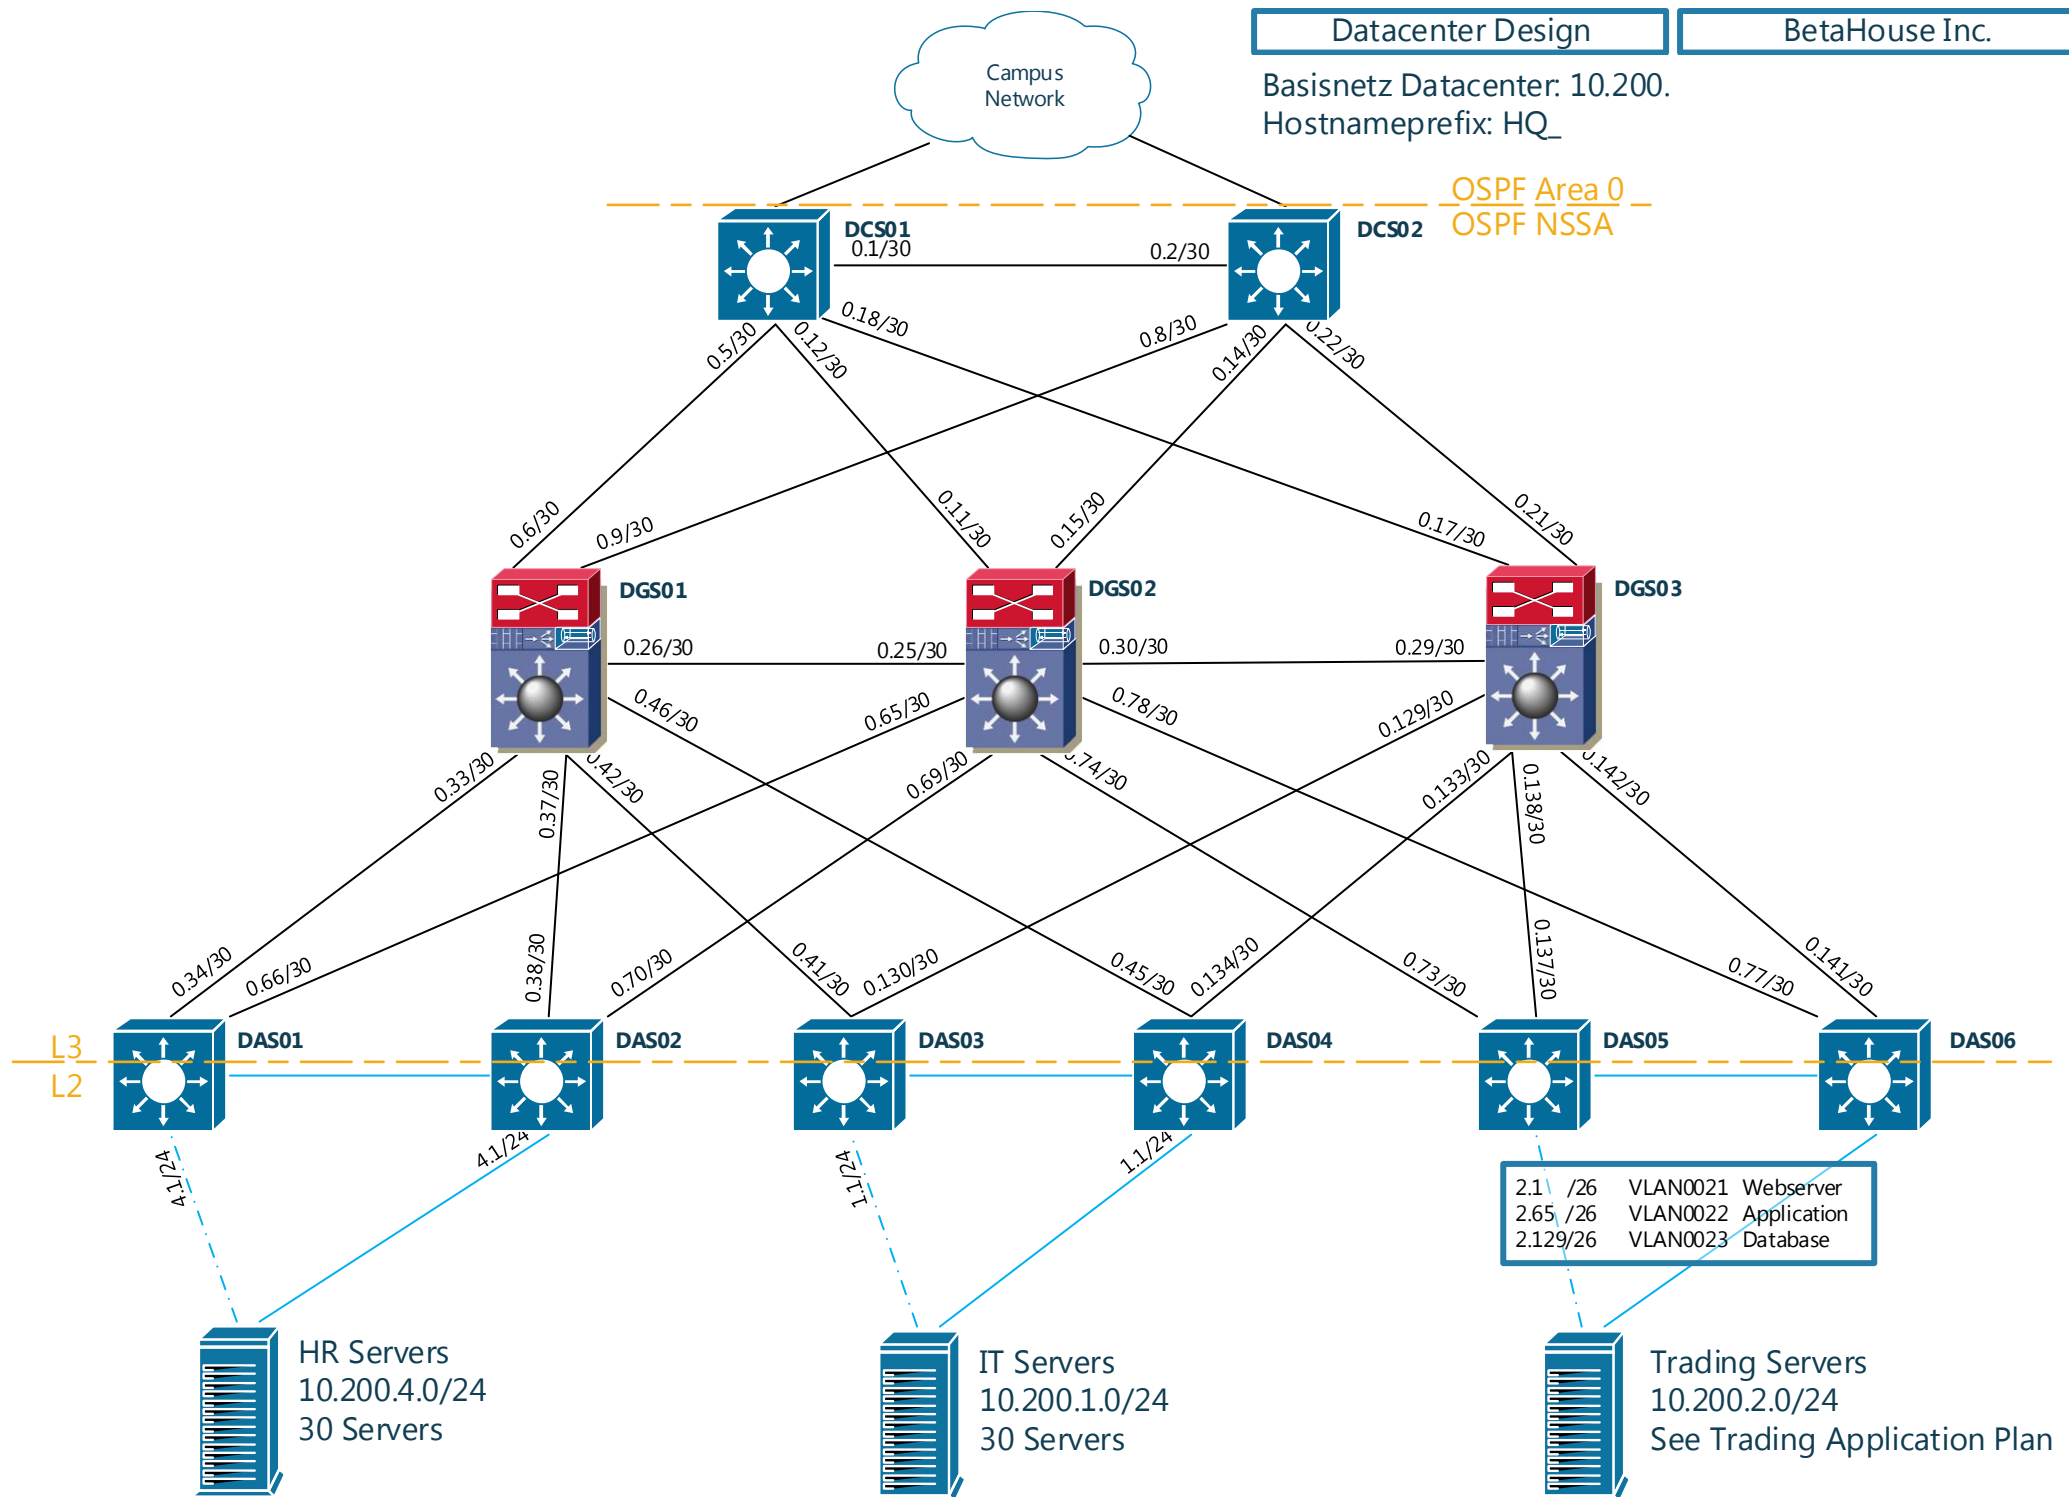 Datacenter Design
BetaHouse Inc.
Campus
Network
Basisnetz Datacenter: 10.200.
Hostnameprefix: HQ_
OSPF Area 0
OSPF NSSA
DCS01
DCS02
0.1/30
0.2/30
0.5/30
0.12/30
0.18/30
0.8/30
0.14/30
0.22/30
0.6/30
0.9/30
0.11/30
0.15/30
0.17/30
0.21/30
DGS01
DGS02
DGS03
0.26/30
0.25/30
0.30/30
0.29/30
0.46/30
0.65/30
0.78/30
0.129/30
0.33/30
0.37/30
0.42/30
0.69/30
0.74/30
0.133/30
0.138/30
0.142/30
0.34/30
0.66/30
0.38/30
0.70/30
0.41/30
0.130/30
0.45/30
0.134/30
0.73/30
0.137/30
0.77/30
0.141/30
L3
L2
DAS01
DAS02
DAS03
DAS04
DAS05
DAS06
4.1/24
4.1/24
1.1/24
1.1/24
2.1 /26 VLAN0021 Webserver
2.65 /26 VLAN0022 Application
2.129/26 VLAN0023 Database
HR Servers
10.200.4.0/24
30 Servers
IT Servers
10.200.1.0/24
30 Servers
Trading Servers
10.200.2.0/24
See Trading Application Plan